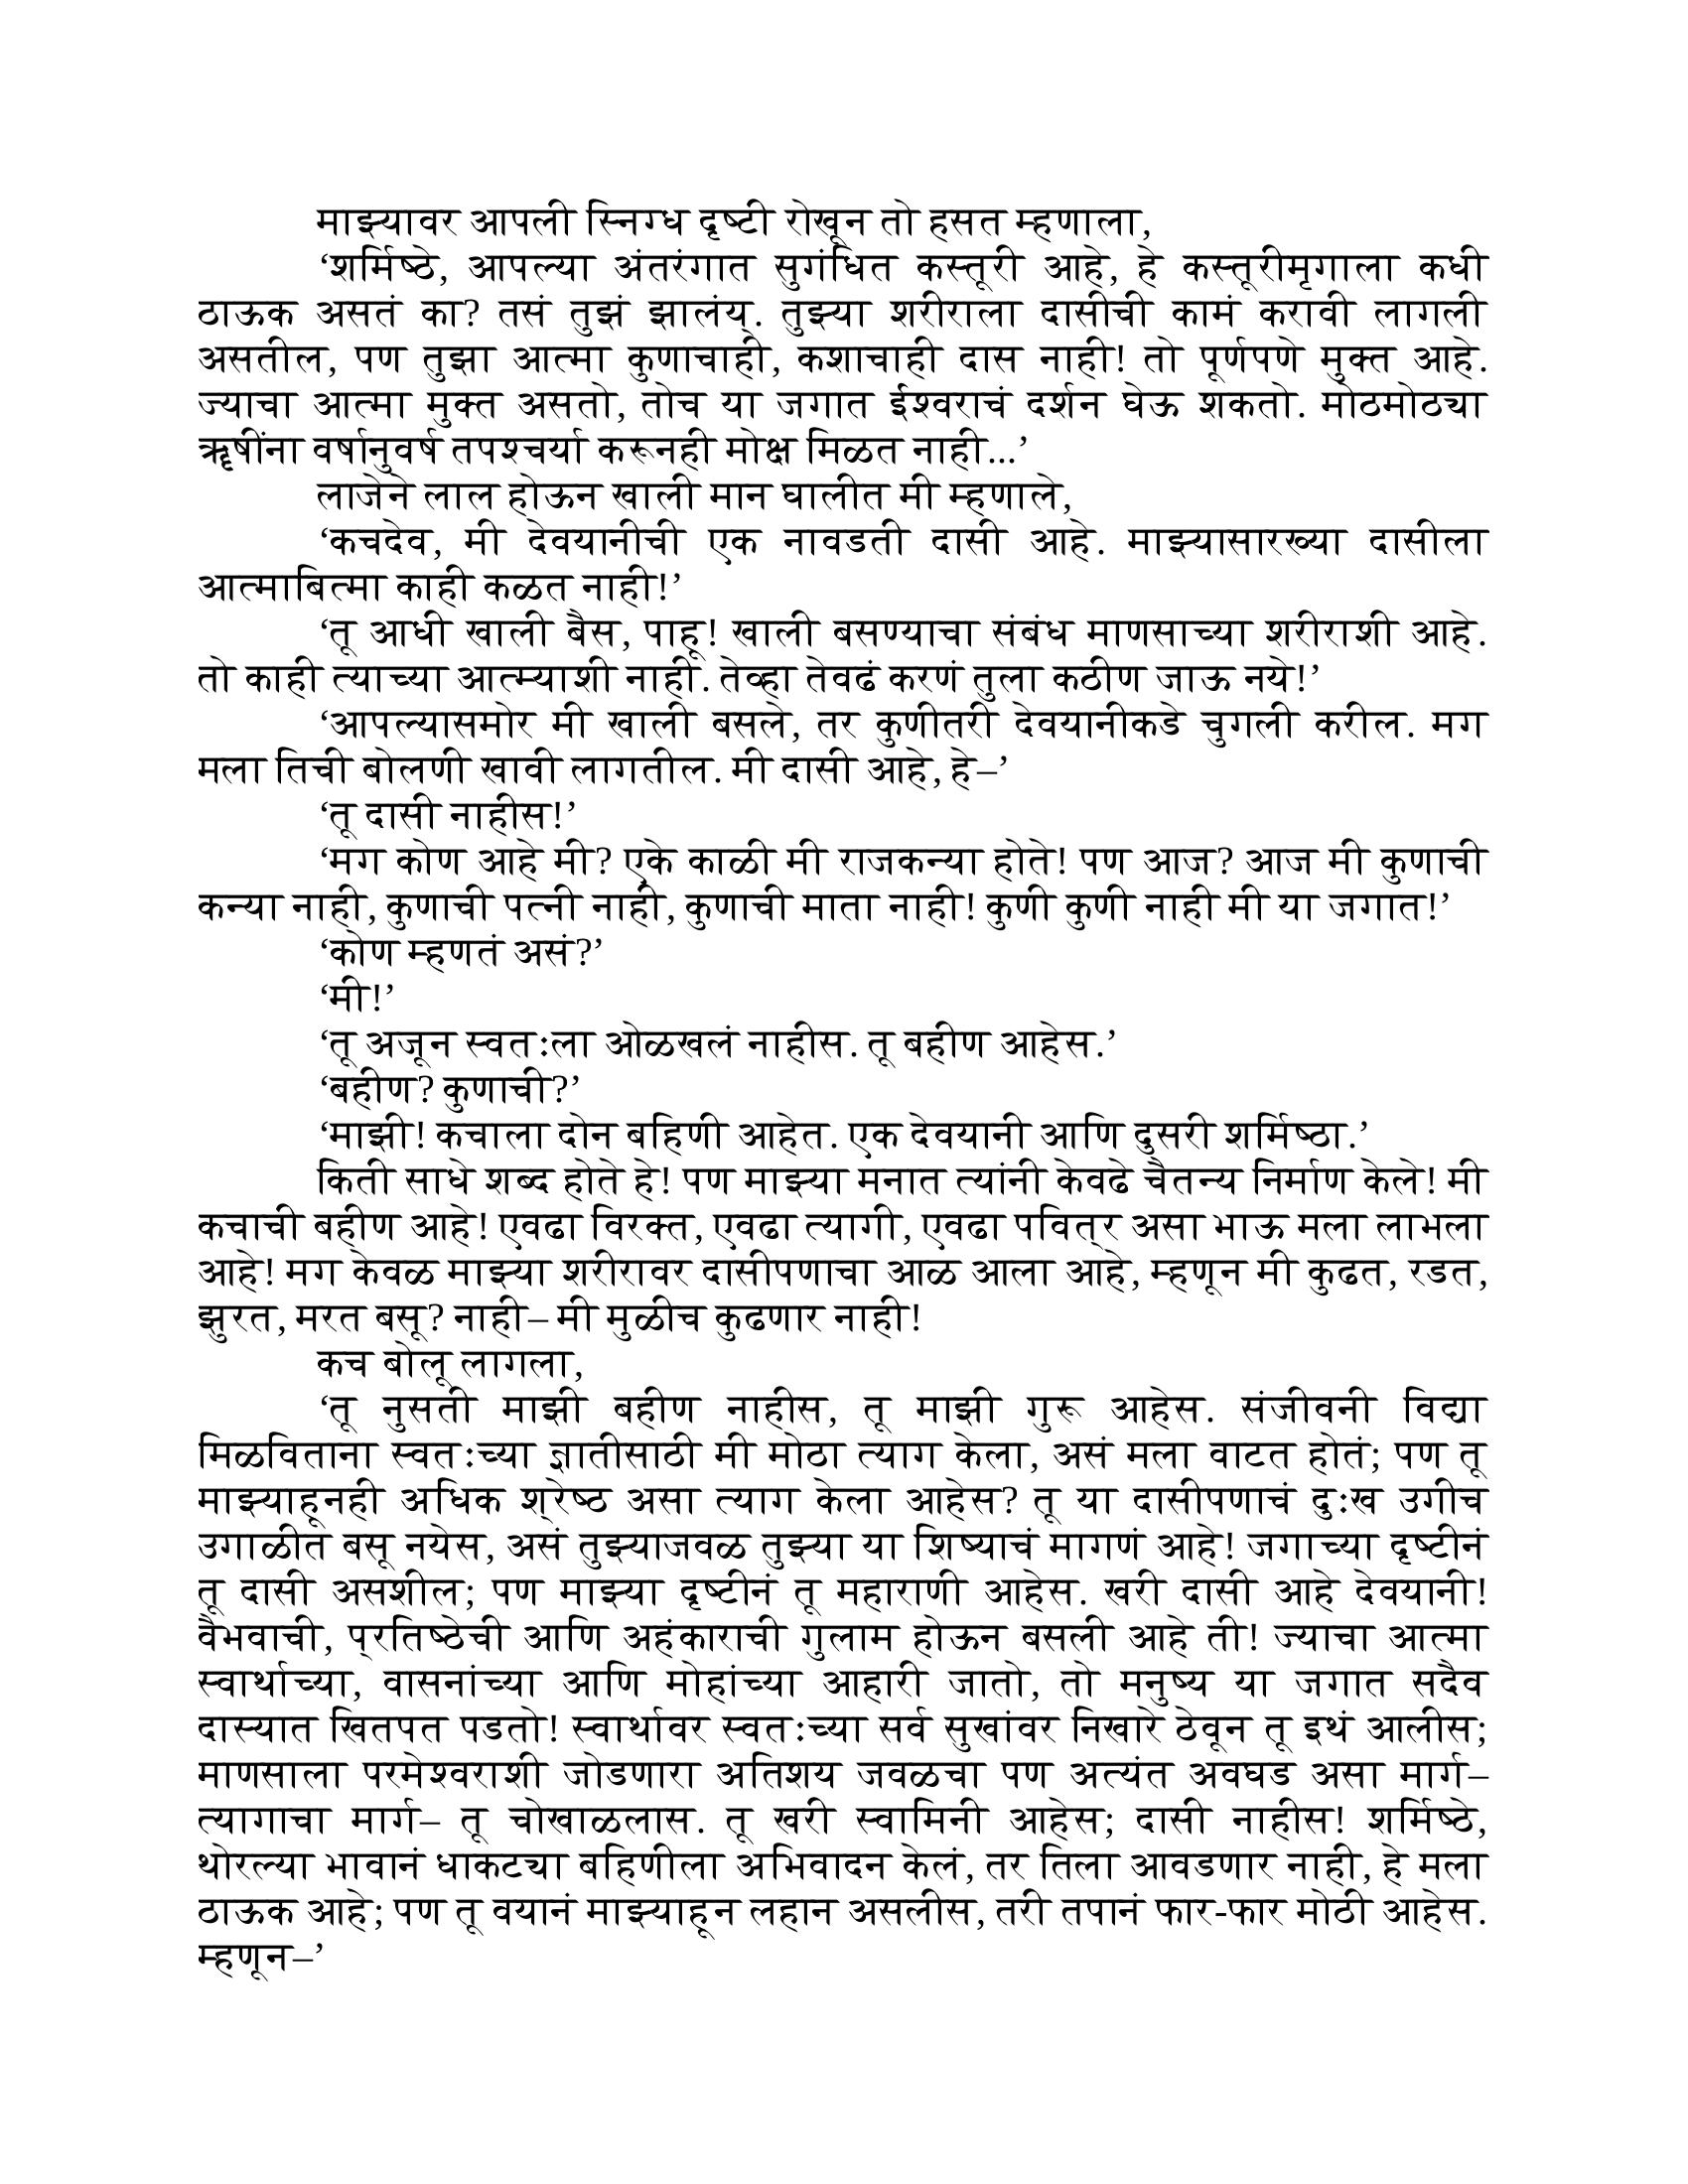 माझ्यावर आपली स्निग्ध दृष्टी रोखून तो हसत म्हणाला,
‘शर्मिष्ठे, आपल्या अंतरंगात सुगंधित कस्तूरी आहे, हे कस्तूरीमृगाला कधी
ठाऊक असतं का? तसं तुझं झालंय्. तुझ्या शरीराला दासीची कामं करावी लागली
असतील, पण तुझा आत्मा कुणाचाही, कशाचाही दास नाही! तो पूर्णपणे मुक्त आहे.
ज्याचा आत्मा मुक्त असतो, तोच या जगात ईश्वराचं दर्शन घेऊ शकतो. मोठमोठ्या
ॠषींना वर्षानुवर्ष तपश्चर्या करूनही मोक्ष मिळत नाही...’
लाजेने लाल होऊन खाली मान घालीत मी म्हणाले,
‘कचदेव, मी देवयानीची एक नावडती दासी आहे. माझ्यासारख्या दासीला
आत्माबित्मा काही कळत नाही!’
‘तू आधी खाली बैस, पाहू! खाली बसण्याचा संबंध माणसाच्या शरीराशी आहे.
तो काही त्याच्या आत्म्याशी नाही. तेव्हा तेवढं करणं तुला कठीण जाऊ नये!’
‘आपल्यासमोर मी खाली बसले, तर कुणीतरी देवयानीकडे चुगली करील. मग
मला तिची बोलणी खावी लागतील. मी दासी आहे, हे–’
‘तू दासी नाहीस!’
‘मग कोण आहे मी? एके काळी मी राजकन्या होते! पण आज? आज मी कुणाची
कन्या नाही, कुणाची पत्नी नाही, कुणाची माता नाही! कुणी कुणी नाही मी या जगात!’
‘कोण म्हणतं असं?’
‘मी!’
‘तू अजून स्वतःला ओळखलं नाहीस. तू बहीण आहेस.’
‘बहीण? कुणाची?’
‘माझी! कचाला दोन बहिणी आहेत. एक देवयानी आणि दुसरी शर्मिष्ठा.’
किती साधे शब्द होते हे! पण माझ्या मनात त्यांनी केवढे चैतन्य निर्माण केले! मी
कचाची बहीण आहे! एवढा विरक्त, एवढा त्यागी, एवढा पवित्र असा भाऊ मला लाभला
आहे! मग केवळ माझ्या शरीरावर दासीपणाचा आळ आला आहे, म्हणून मी कुढत, रडत,
झुरत, मरत बसू? नाही– मी मुळीच कुढणार नाही!
कच बोलू लागला,
‘तू नुसती माझी बहीण नाहीस, तू माझी गुरू आहेस. संजीवनी विद्या
मिळविताना स्वतःच्या ज्ञातीसाठी मी मोठा त्याग केला, असं मला वाटत होतं; पण तू
माझ्याहूनही अधिक श्रेष्ठ असा त्याग केला आहेस? तू या दासीपणाचं दुःख उगीच
उगाळीत बसू नयेस, असं तुझ्याजवळ तुझ्या या शिष्याचं मागणं आहे! जगाच्या दृष्टीनं
तू दासी असशील; पण माझ्या दृष्टीनं तू महाराणी आहेस. खरी दासी आहे देवयानी!
वैभवाची, प्रतिष्ठेची आणि अहंकाराची गुलाम होऊन बसली आहे ती! ज्याचा आत्मा
स्वार्थाच्या, वासनांच्या आणि मोहांच्या आहारी जातो, तो मनुष्य या जगात सदैव
दास्यात खितपत पडतो! स्वार्थावर स्वतःच्या सर्व सुखांवर निखारे ठेवून तू इथं आलीस;
माणसाला परमेश्वराशी जोडणारा अतिशय जवळचा पण अत्यंत अवघड असा मार्ग–
त्यागाचा मार्ग– तू चोखाळलास. तू खरी स्वामिनी आहेस; दासी नाहीस! शर्मिष्ठे,
थोरल्या भावानं धाकट्या बहिणीला अभिवादन केलं, तर तिला आवडणार नाही, हे मला
ठाऊक आहे; पण तू वयानं माझ्याहून लहान असलीस, तरी तपानं फार-फार मोठी आहेस.
म्हणून–’